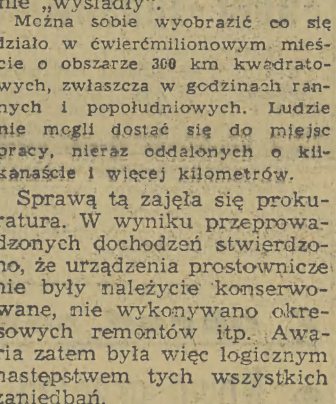 nie „wysiadły".
Można sobie wyobrazić co się
działo w ćwierćmilionowym mieś-
cie o obszarze 300 km kwadrato-
wych, zwłaszcza w godzinach ran-
nych i popołudniowych. Ludzie
nie mogli dostać się do miejsc
pracy, nieraz oddalonych o kil-
kanaście i więcej kilometrów.
Sprawą tą zajęła się proku-
ratura. W wyniku przeprowa-
dzonych dochodzeń stwierdzo-
no, że urządzenia prostownicze
nie były należycie konserwo-
wane, nie wykonywano okre-
sowych remontów itp. Awa-
ria zatem była więc logicznym
następstwem tych wszystkich
zaniedbań.